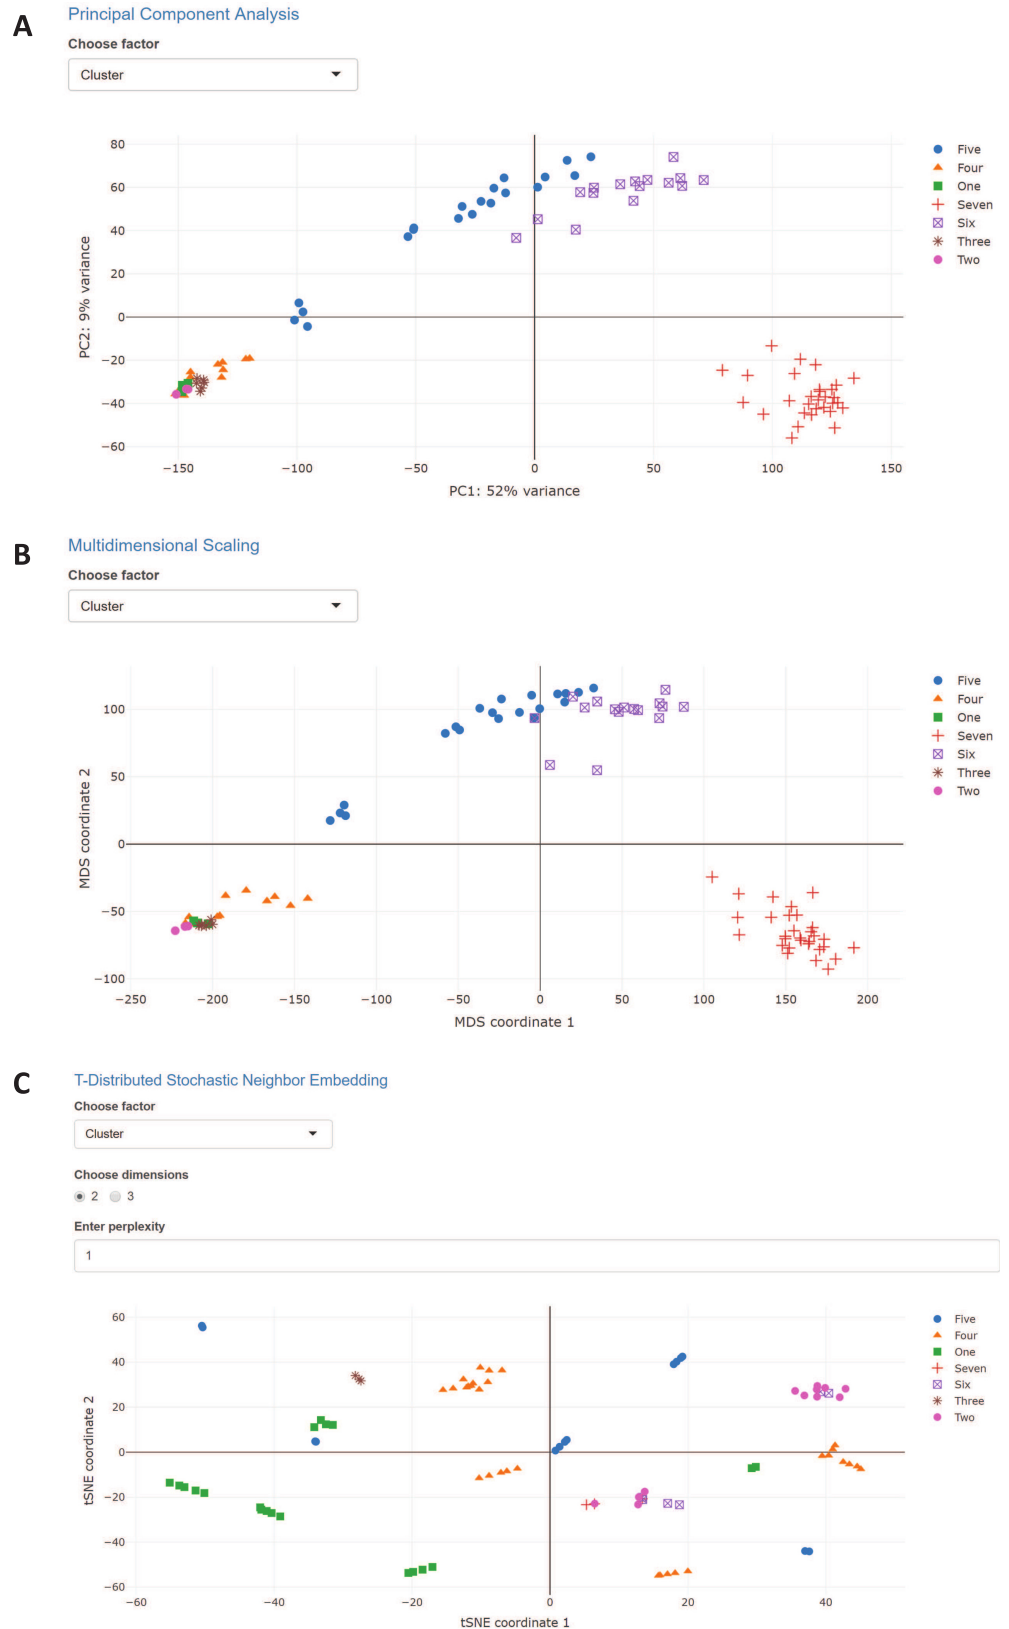 A
Principal Component Analysis
Choose factor
Cluster
80
60
40
20
0
−20
−40
−60
−150
−100
−50
0
50
100
150
PC2: 9% variance
PC1: 52% variance
Five
Four
One
Seven
Six
Three
Two
B
Multidimensional Scaling
Choose factor
Cluster
100
50
0
−50
−100
−250
−200
−150
−100
−50
0
50
100
150
200
MDS coordinate 2
MDS coordinate 1
Five
Four
One
Seven
Six
Three
Two
C
T-Distributed Stochastic Neighbor Embedding
Choose factor
Cluster
Choose dimensions
2 3
Enter perplexity
1
60
40
20
0
−20
−40
−60
−60
−40
−20
0
20
40
tSNE coordinate 2
tSNE coordinate 1
Five
Four
One
Seven
Six
Three
Two